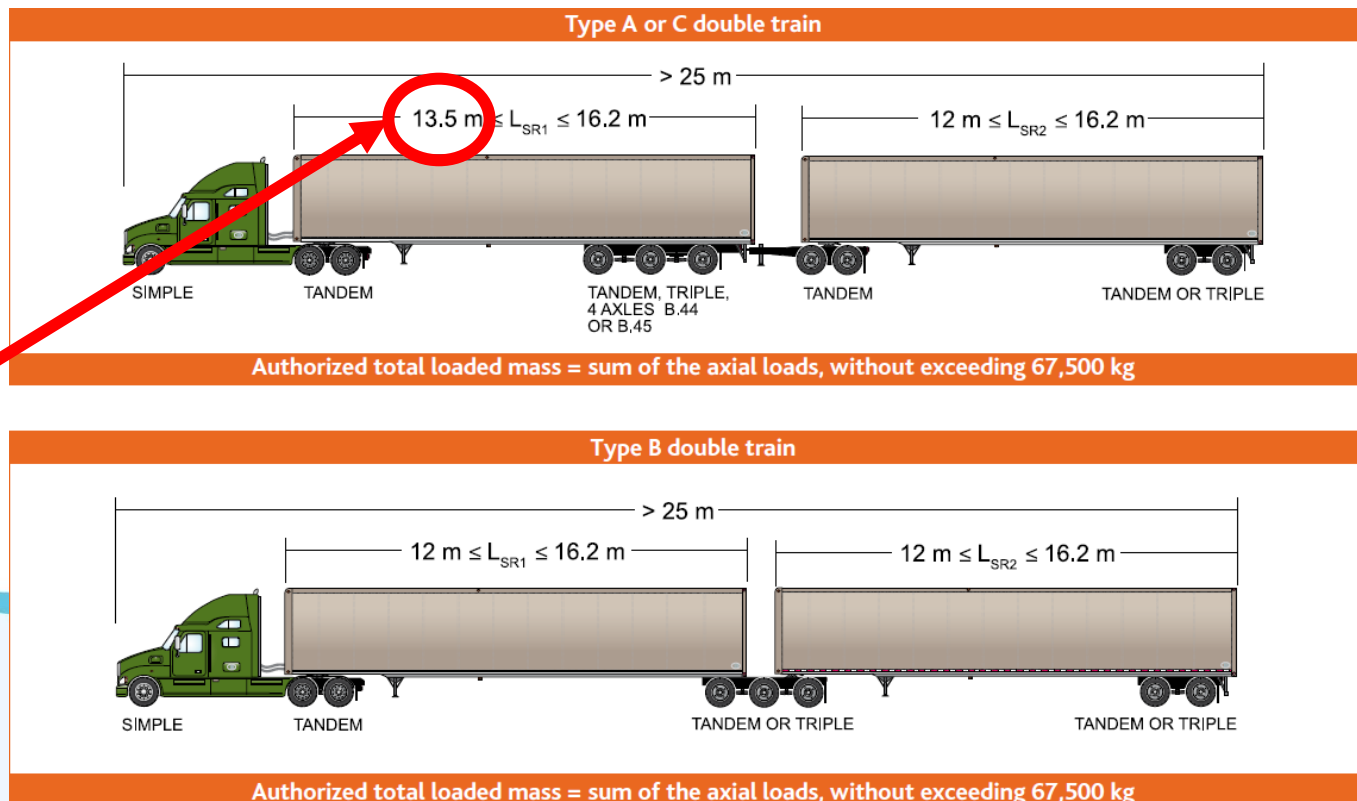 Type A or C double train
> 25 m
13.5 m ≤ LSR1 ≤ 16.2 m
12 m ≤ LSR2 ≤ 16.2 m
SIMPLE
TANDEM
TANDEM, TRIPLE,
4 AXLES B.44
OR B.45
TANDEM
TANDEM OR TRIPLE
Authorized total loaded mass = sum of the axial loads, without exceeding 67,500 kg
Type B double train
> 25 m
12 m ≤ LSR1 ≤ 16.2 m
12 m ≤ LSR2 ≤ 16.2 m
SIMPLE
TANDEM
TANDEM OR TRIPLE
TANDEM OR TRIPLE
Authorized total loaded mass = sum of the axial loads, without exceeding 67,500 kg